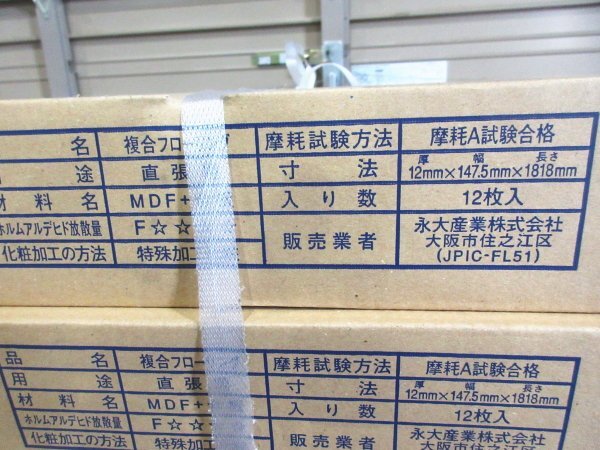 名 複合フロー 摩耗試験方法 摩耗A試験合格
途 直張 寸法 厚 幅 長さ
12mm×147.5mm×1818mm
材料名 MDF+ 入り数 12枚入
ホルムアルデヒド放散量 F☆☆ 販売業者 永大産業株式会社
大阪市住之江区
化粧加工の方法 特殊加工 (JPIC-FL51)
品名 複合フロー 摩耗試験方法 摩耗A試験合格
用途 直張 寸法 厚 幅 長さ
12mm×147.5mm×1818mm
材料名 MDF+ 入り数 12枚入
ホルムアルデヒド放散量 F☆ 販売業者 永大産業株式会社
化粧加工の方法 特殊加 大阪市住之江区